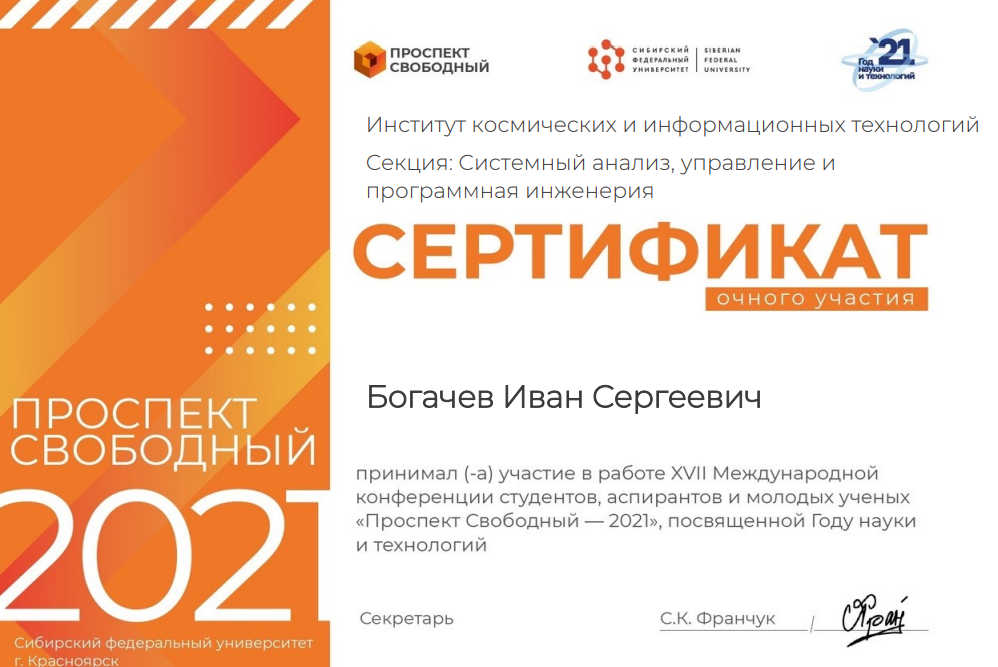 ПРОСПЕКТ
СВОБОДНЫЙ
СИБИРСКИЙ
ФЕДЕРАЛЬНЫЙ
УНИВЕРСИТЕТ
SIBERIAN
FEDERAL
UNIVERSITY
'21
Год
науки
и технологий
Институт космических и информационных технологий
Секция: Системный анализ, управление и
программная инженерия
СЕРТИФИКАТ
очного участия
Богачев Иван Сергеевич
принимал (-а) участие в работе XVII Международной
конференции студентов, аспирантов и молодых ученых
«Проспект Свободный — 2021», посвященной Году науки
и технологий
Секретарь
С.К. Франчук /
ПРОСПЕКТ
СВОБОДНЫЙ
2021
Сибирский федеральный университет
г. Красноярск